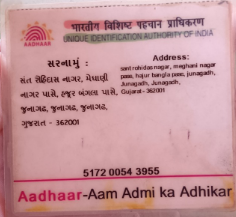 भारतीय विशिष्ट पहचान प्राधिकरण
UNIQUE IDENTIFICATION AUTHORITY OF INDIA
AADHAAR
સરનામું :
સંત રોહિદાસ નગર, મેઘાણી
નગર પાસે, હજુર બંગલા પાસે,
જુનાગઢ, જુનાગઢ, જુનાગઢ,
ગુજરાત - 362001
Address:
sant rohidas nagar, meghani nagar
pass, hajur bangla pass, junagadh,
Junagadh, Junagadh,
Gujarat - 362001
5172 0054 3955
Aadhaar-Aam Admi ka Adhikar